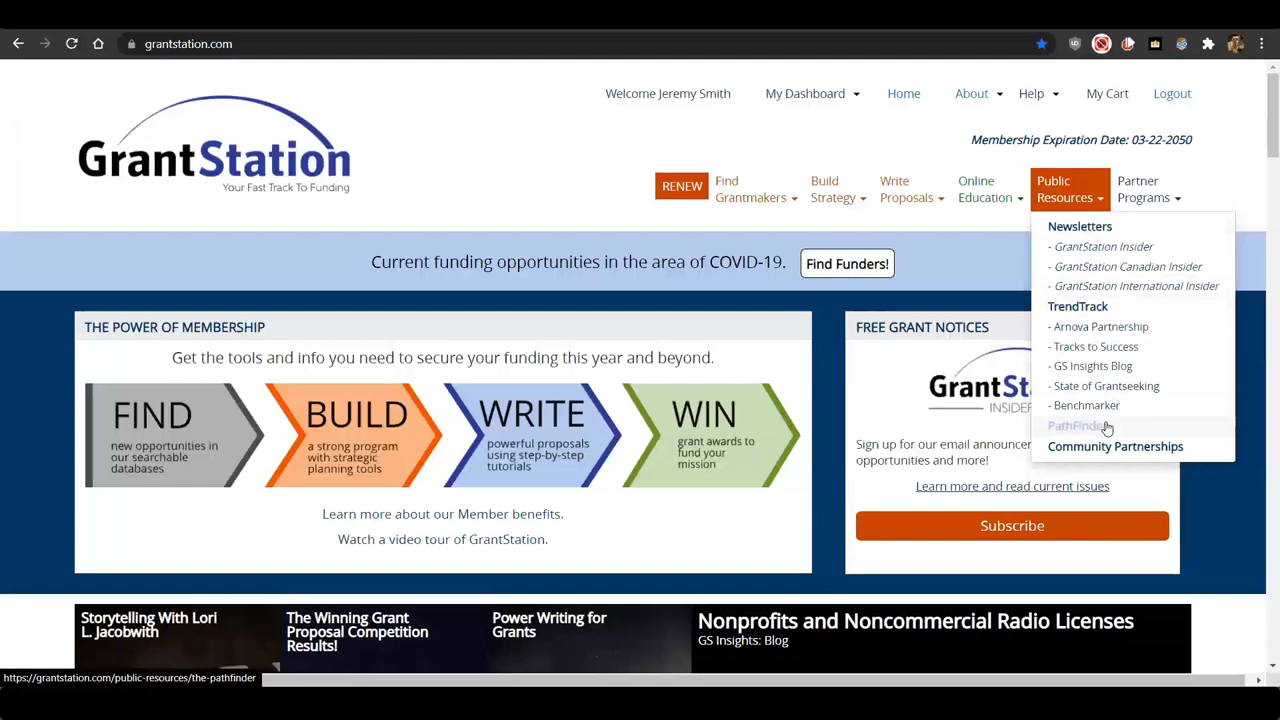 grantstation.com
Welcome Jeremy Smith
My Dashboard
Home
About
Help
My Cart
Logout
GrantStation
Your Fast Track To Funding
Membership Expiration Date: 03-22-2050
RENEW
Find
Grantmakers
Build
Strategy
Write
Proposals
Online
Education
Public
Resources
Partner
Programs
Newsletters
- GrantStation Insider
- GrantStation Canadian Insider
- GrantStation International Insider
TrendTrack
- Arnova Partnership
- Tracks to Success
- GS Insights Blog
- State of Grantseeking
- Benchmarker
PathFinder
Community Partnerships
Current funding opportunities in the area of COVID-19.
Find Funders!
THE POWER OF MEMBERSHIP
Get the tools and info you need to secure your funding this year and beyond.
FIND
new opportunities in
our searchable
databases
BUILD
a strong program
with strategic
planning tools
WRITE
powerful proposals
using step-by-step
tutorials
WIN
grant awards to
fund your
mission
Learn more about our Member benefits.
Watch a video tour of GrantStation.
FREE GRANT NOTICES
GrantSta
INSIDER
Sign up for our email announcem
opportunities and more!
Learn more and read current issues
Subscribe
Storytelling With Lori
L. Jacobwith
The Winning Grant
Proposal Competition
Results!
Power Writing for
Grants
Nonprofits and Noncommercial Radio Licenses
GS Insights: Blog
https://grantstation.com/public-resources/the-pathfinder